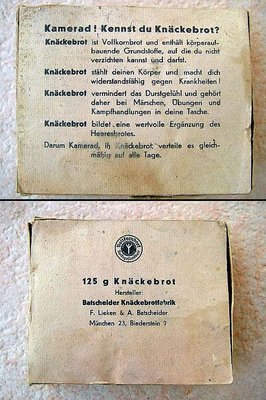 Kamerad! Kennst du Knäckebrot?
Knäckebrot ist Vollkornbrot und enthält körperauf-
bauende Grundstoffe, auf die du nicht
verzichten kannst und darfst.
Knäckebrot stählt deinen Körper und macht dich
widerstandsfähig gegen Krankheiten!
Knäckebrot vermindert das Durstgefühl und gehört
daher bei Märschen, Übungen und
Kampfhandlungen in deine Tasche.
Knäckebrot bildet eine wertvolle Ergänzung des
Heeresbrotes.
Darum Kamerad, iß Knäckebrot verteile es gleich-
mäßig auf alle Tage.
125 g Knäckebrot
Hersteller:
Batscheider Knäckebrotfabrik
F. Lieken & A. Batscheider
München 23, Biederstein 7